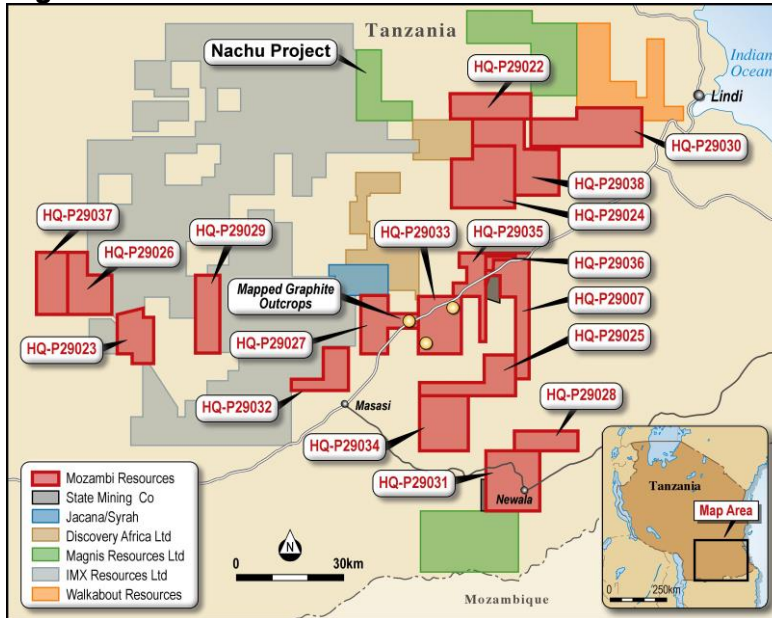 Tanzania
Nachu Project
HQ-P29022
Indian
Ocean
Lindi
HQ-P29030
HQ-P29038
HQ-P29024
HQ-P29037
HQ-P29029
HQ-P29033
HQ-P29035
HQ-P29026
HQ-P29036
Mapped Graphite
Outcrops
HQ-P29007
HQ-P29023
HQ-P29027
HQ-P29025
HQ-P29032
Masasi
HQ-P29028
HQ-P29034
HQ-P29031
Newala
Mozambi Resources
State Mining Co
Jacana/Syrah
Discovery Africa Ltd
Magnis Resources Ltd
IMX Resources Ltd
Walkabout Resources
N
0 30km
Mozambique
Tanzania
Map Area
0 250km